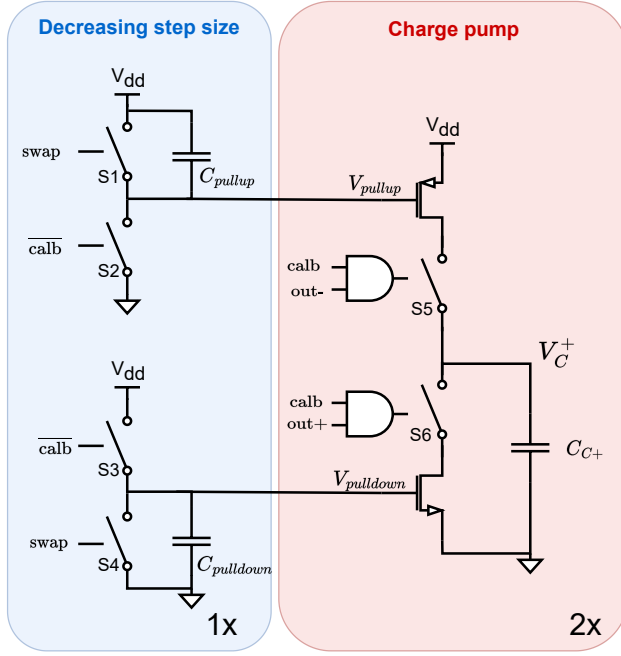 Decreasing step size
Charge pump
Vdd
swap
S1
Cpullup
Vpullup
Vdd
calb
S2
calb
out-
S5
VC+
Vdd
calb
out+
S6
CC+
calb
S3
Vpulldown
swap
S4
Cpulldown
1x
2x